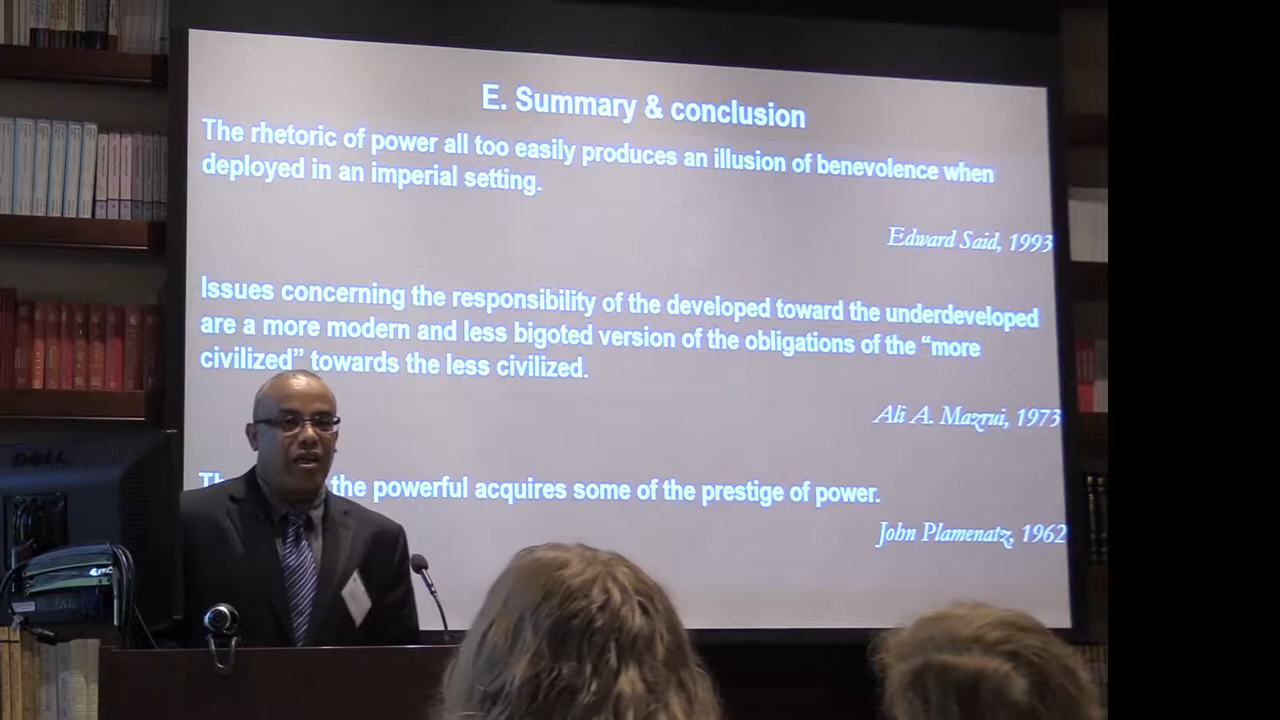 E. Summary & conclusion
The rhetoric of power all too easily produces an illusion of benevolence when
deployed in an imperial setting.
Edward Said, 1993
Issues concerning the responsibility of the developed toward the underdeveloped
are a more modern and less bigoted version of the obligations of the “more
civilized” towards the less civilized.
Ali A. Mazrui, 1973
the powerful acquires some of the prestige of power.
John Plamenatz, 1962
DELL